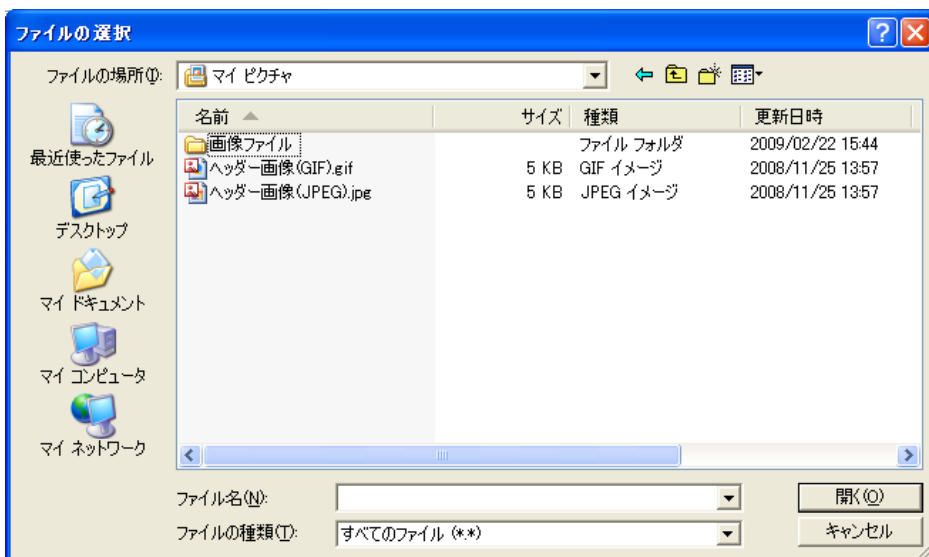 ファイルの選択
ファイルの場所(I): マイ ピクチャ
最近使ったファイル
デスクトップ
マイ ドキュメント
マイ コンピュータ
マイ ネットワーク
名前 サイズ 種類 更新日時
画像ファイル ファイル フォルダ 2009/02/22 15:44
ヘッダー画像(GIF).gif 5 KB GIF イメージ 2008/11/25 13:57
ヘッダー画像(JPEG).jpg 5 KB JPEG イメージ 2008/11/25 13:57
ファイル名(N): 開く(O)
ファイルの種類(T): すべてのファイル (*.*) キャンセル